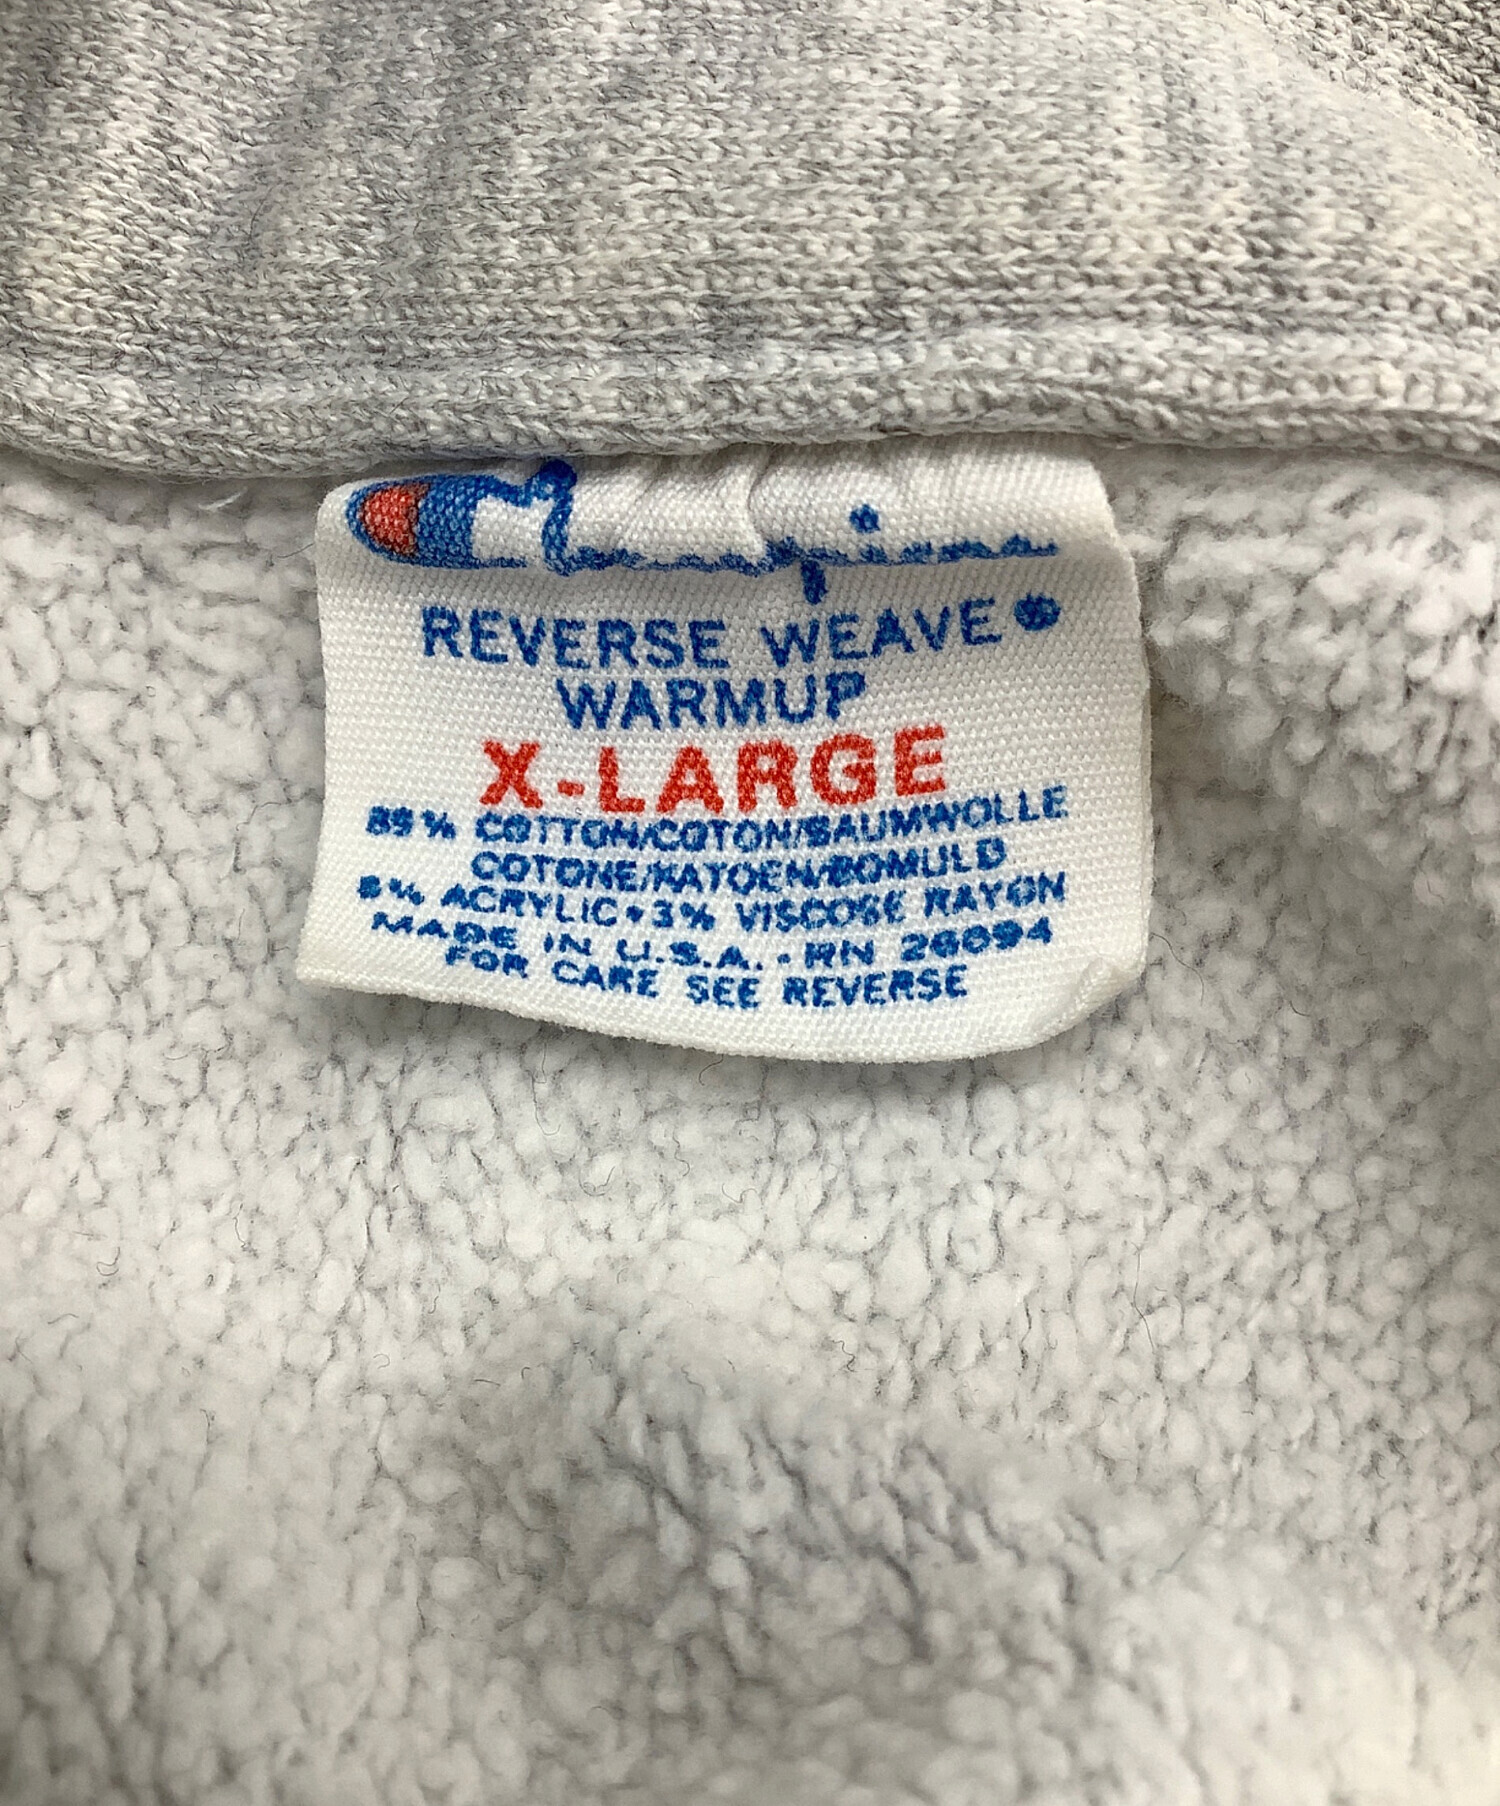 Champion
REVERSE WEAVE®
WARMUP
X-LARGE
89% COTTON/COTON/BAUMWOLLE
COTONE/KATOEN/BOMULD
8% ACRYLIC•3% VISCOSE RAYON
MADE IN U.S.A. - RN 26094
FOR CARE SEE REVERSE